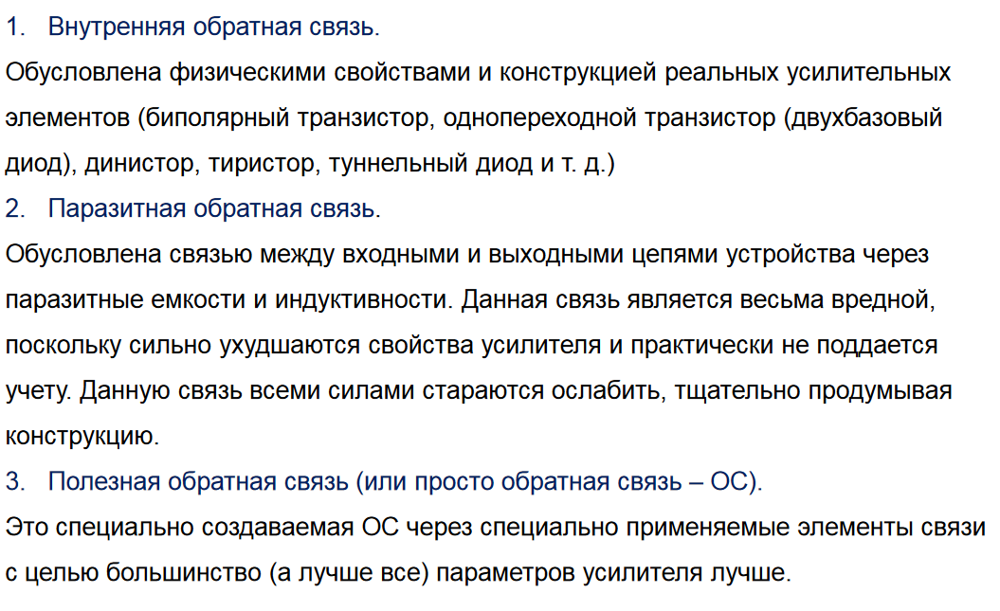 1. Внутренняя обратная связь.
Обусловлена физическими свойствами и конструкцией реальных усилительных
элементов (биполярный транзистор, однопереходной транзистор (двухбазовый
диод), динистор, тиристор, туннельный диод и т. д.)
2. Паразитная обратная связь.
Обусловлена связью между входными и выходными цепями устройства через
паразитные емкости и индуктивности. Данная связь является весьма вредной,
поскольку сильно ухудшаются свойства усилителя и практически не поддается
учету. Данную связь всеми силами стараются ослабить, тщательно продумывая
конструкцию.
3. Полезная обратная связь (или просто обратная связь – ОС).
Это специально создаваемая ОС через специально применяемые элементы связи
с целью большинство (а лучше все) параметров усилителя лучше.